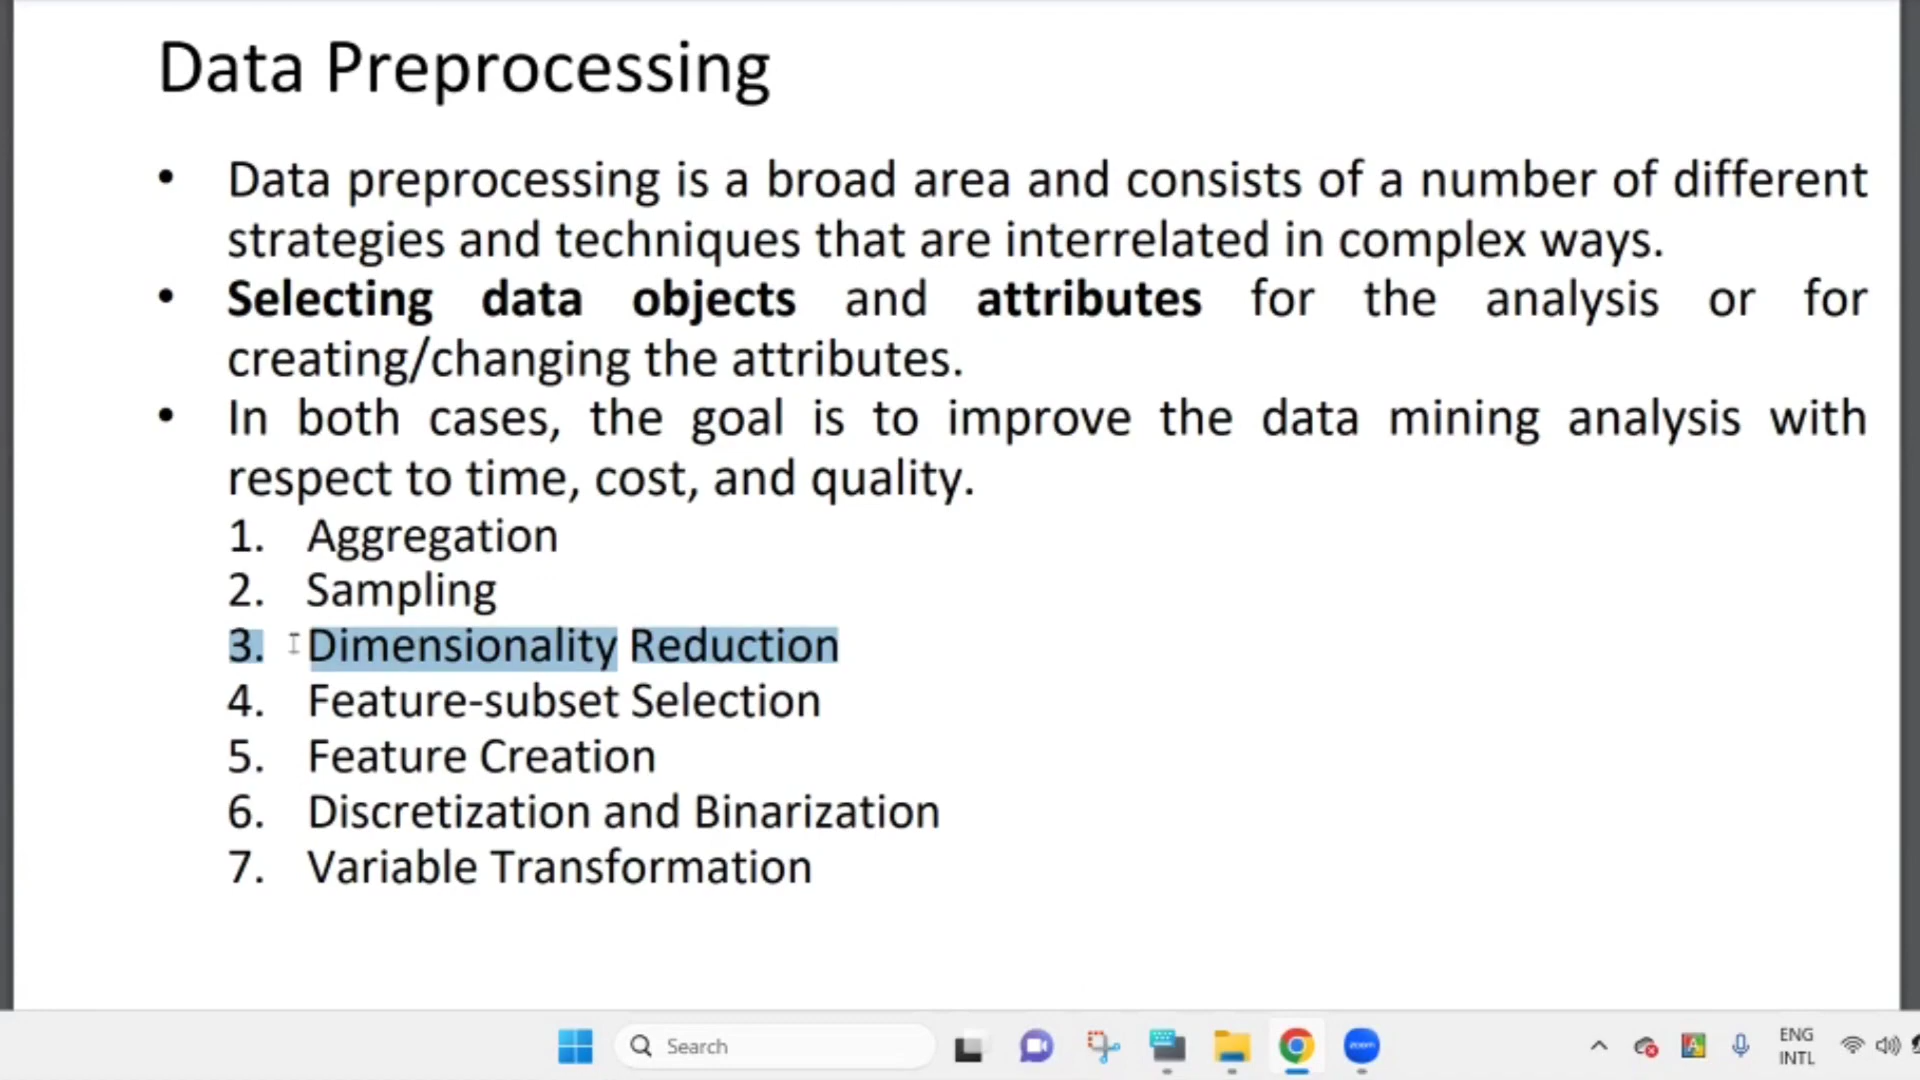 Data Preprocessing
• Data preprocessing is a broad area and consists of a number of different
strategies and techniques that are interrelated in complex ways.
• Selecting data objects and attributes for the analysis or for
creating/changing the attributes.
• In both cases, the goal is to improve the data mining analysis with
respect to time, cost, and quality.
1. Aggregation
2. Sampling
3. Dimensionality Reduction
4. Feature-subset Selection
5. Feature Creation
6. Discretization and Binarization
7. Variable Transformation
Search
zoom
ENG
INTL